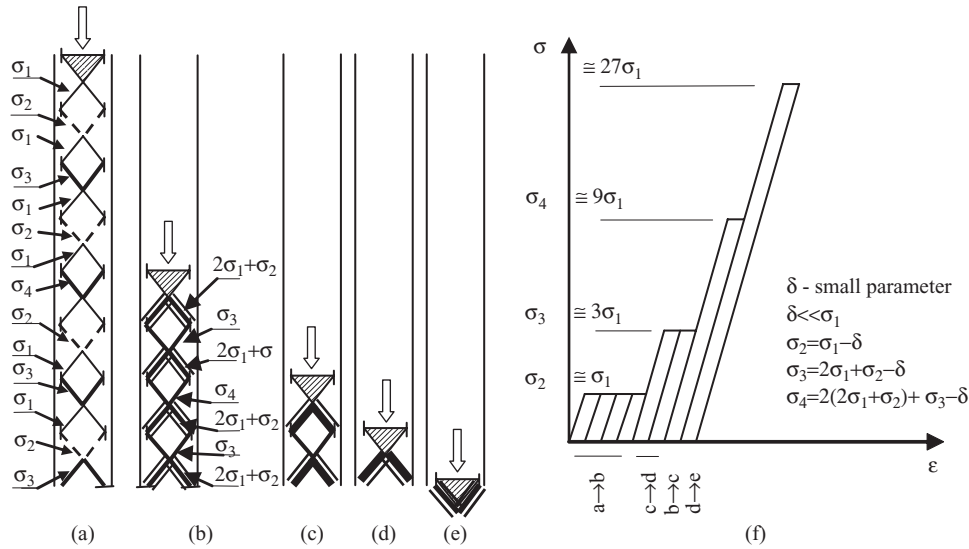 σ₁
σ₂
σ₁
σ₃
σ₁
σ₂
σ₁
σ₄
σ₂
σ₁
σ₃
σ₁
σ₂
σ₃
(a)
2σ₁+σ₂
σ₃
2σ₁+σ
σ₄
2σ₁+σ₂
σ₃
2σ₁+σ₂
(b)
(c)
(d)
(e)
σ
≅ 27σ₁
σ₄ ≅ 9σ₁
σ₃ ≅ 3σ₁
σ₂ ≅ σ₁
δ - small parameter
δ<<σ₁
σ₂=σ₁−δ
σ₃=2σ₁+σ₂−δ
σ₄=2(2σ₁+σ₂)+ σ₃−δ
ε
a→b
c→d
b→c
d→e
(f)